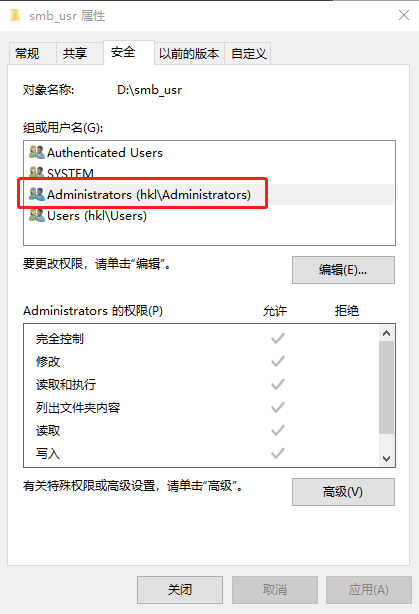 smb_usr 属性
常规 共享 安全 以前的版本 自定义
对象名称: D:\smb_usr
组或用户名(G):
Authenticated Users
SYSTEM
Administrators (hkl\Administrators)
Users (hkl\Users)
要更改权限，请单击“编辑”。
编辑(E)...
Administrators 的权限(P) 允许 拒绝
完全控制
修改
读取和执行
列出文件夹内容
读取
写入
有关特殊权限或高级设置，请单击“高级”。
高级(V)
关闭 取消 应用(A)